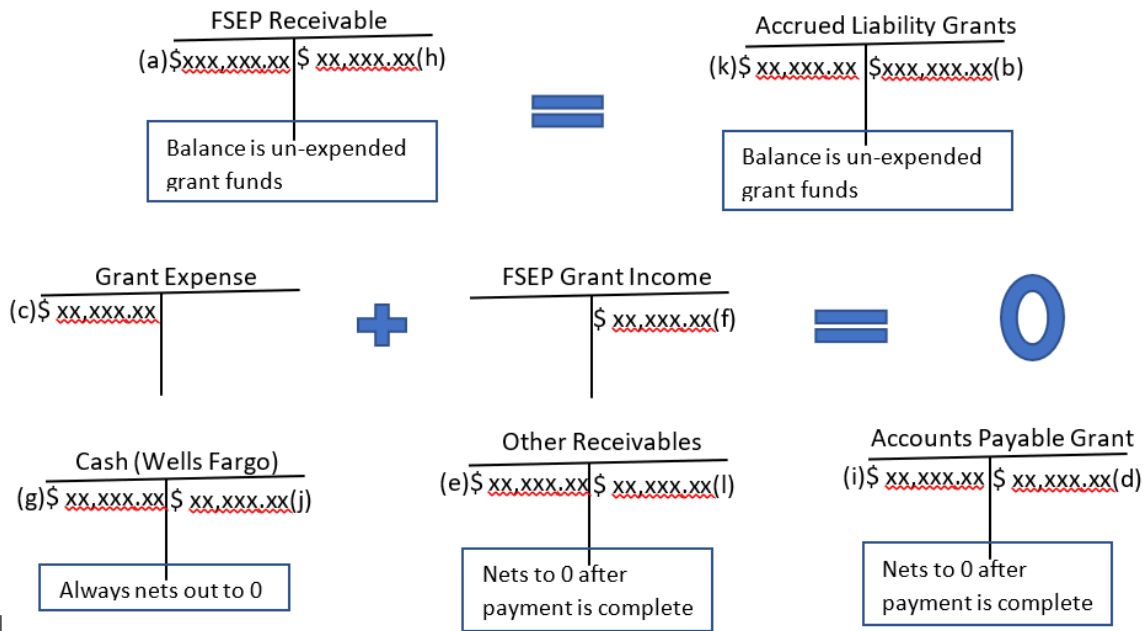 FSEP Receivable
(a)$xxx,xxx.xx $ xx,xxx.xx(h)
Balance is un-expended
grant funds
Accrued Liability Grants
(k)$ xx,xxx.xx $xxx,xxx.xx(b)
Balance is un-expended
grant funds
Grant Expense
(c)$ xx,xxx.xx
FSEP Grant Income
$ xx,xxx.xx(f)
0
Cash (Wells Fargo)
(g)$ xx,xxx.xx $ xx,xxx.xx(j)
Always nets out to 0
Other Receivables
(e)$ xx,xxx.xx $ xx,xxx.xx(l)
Nets to 0 after
payment is complete
Accounts Payable Grant
(i)$ xx,xxx.xx $ xx,xxx.xx(d)
Nets to 0 after
payment is complete